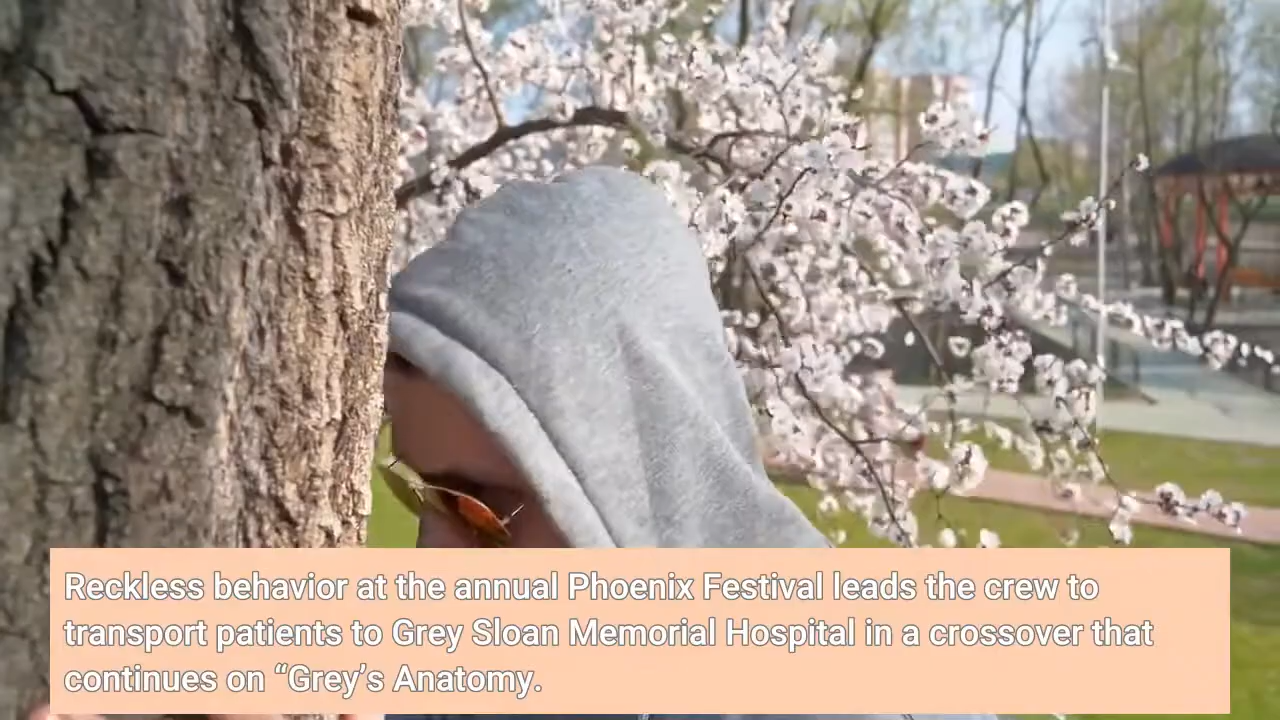 Reckless behavior at the annual Phoenix Festival leads the crew to
transport patients to Grey Sloan Memorial Hospital in a crossover that
continues on “Grey’s Anatomy.